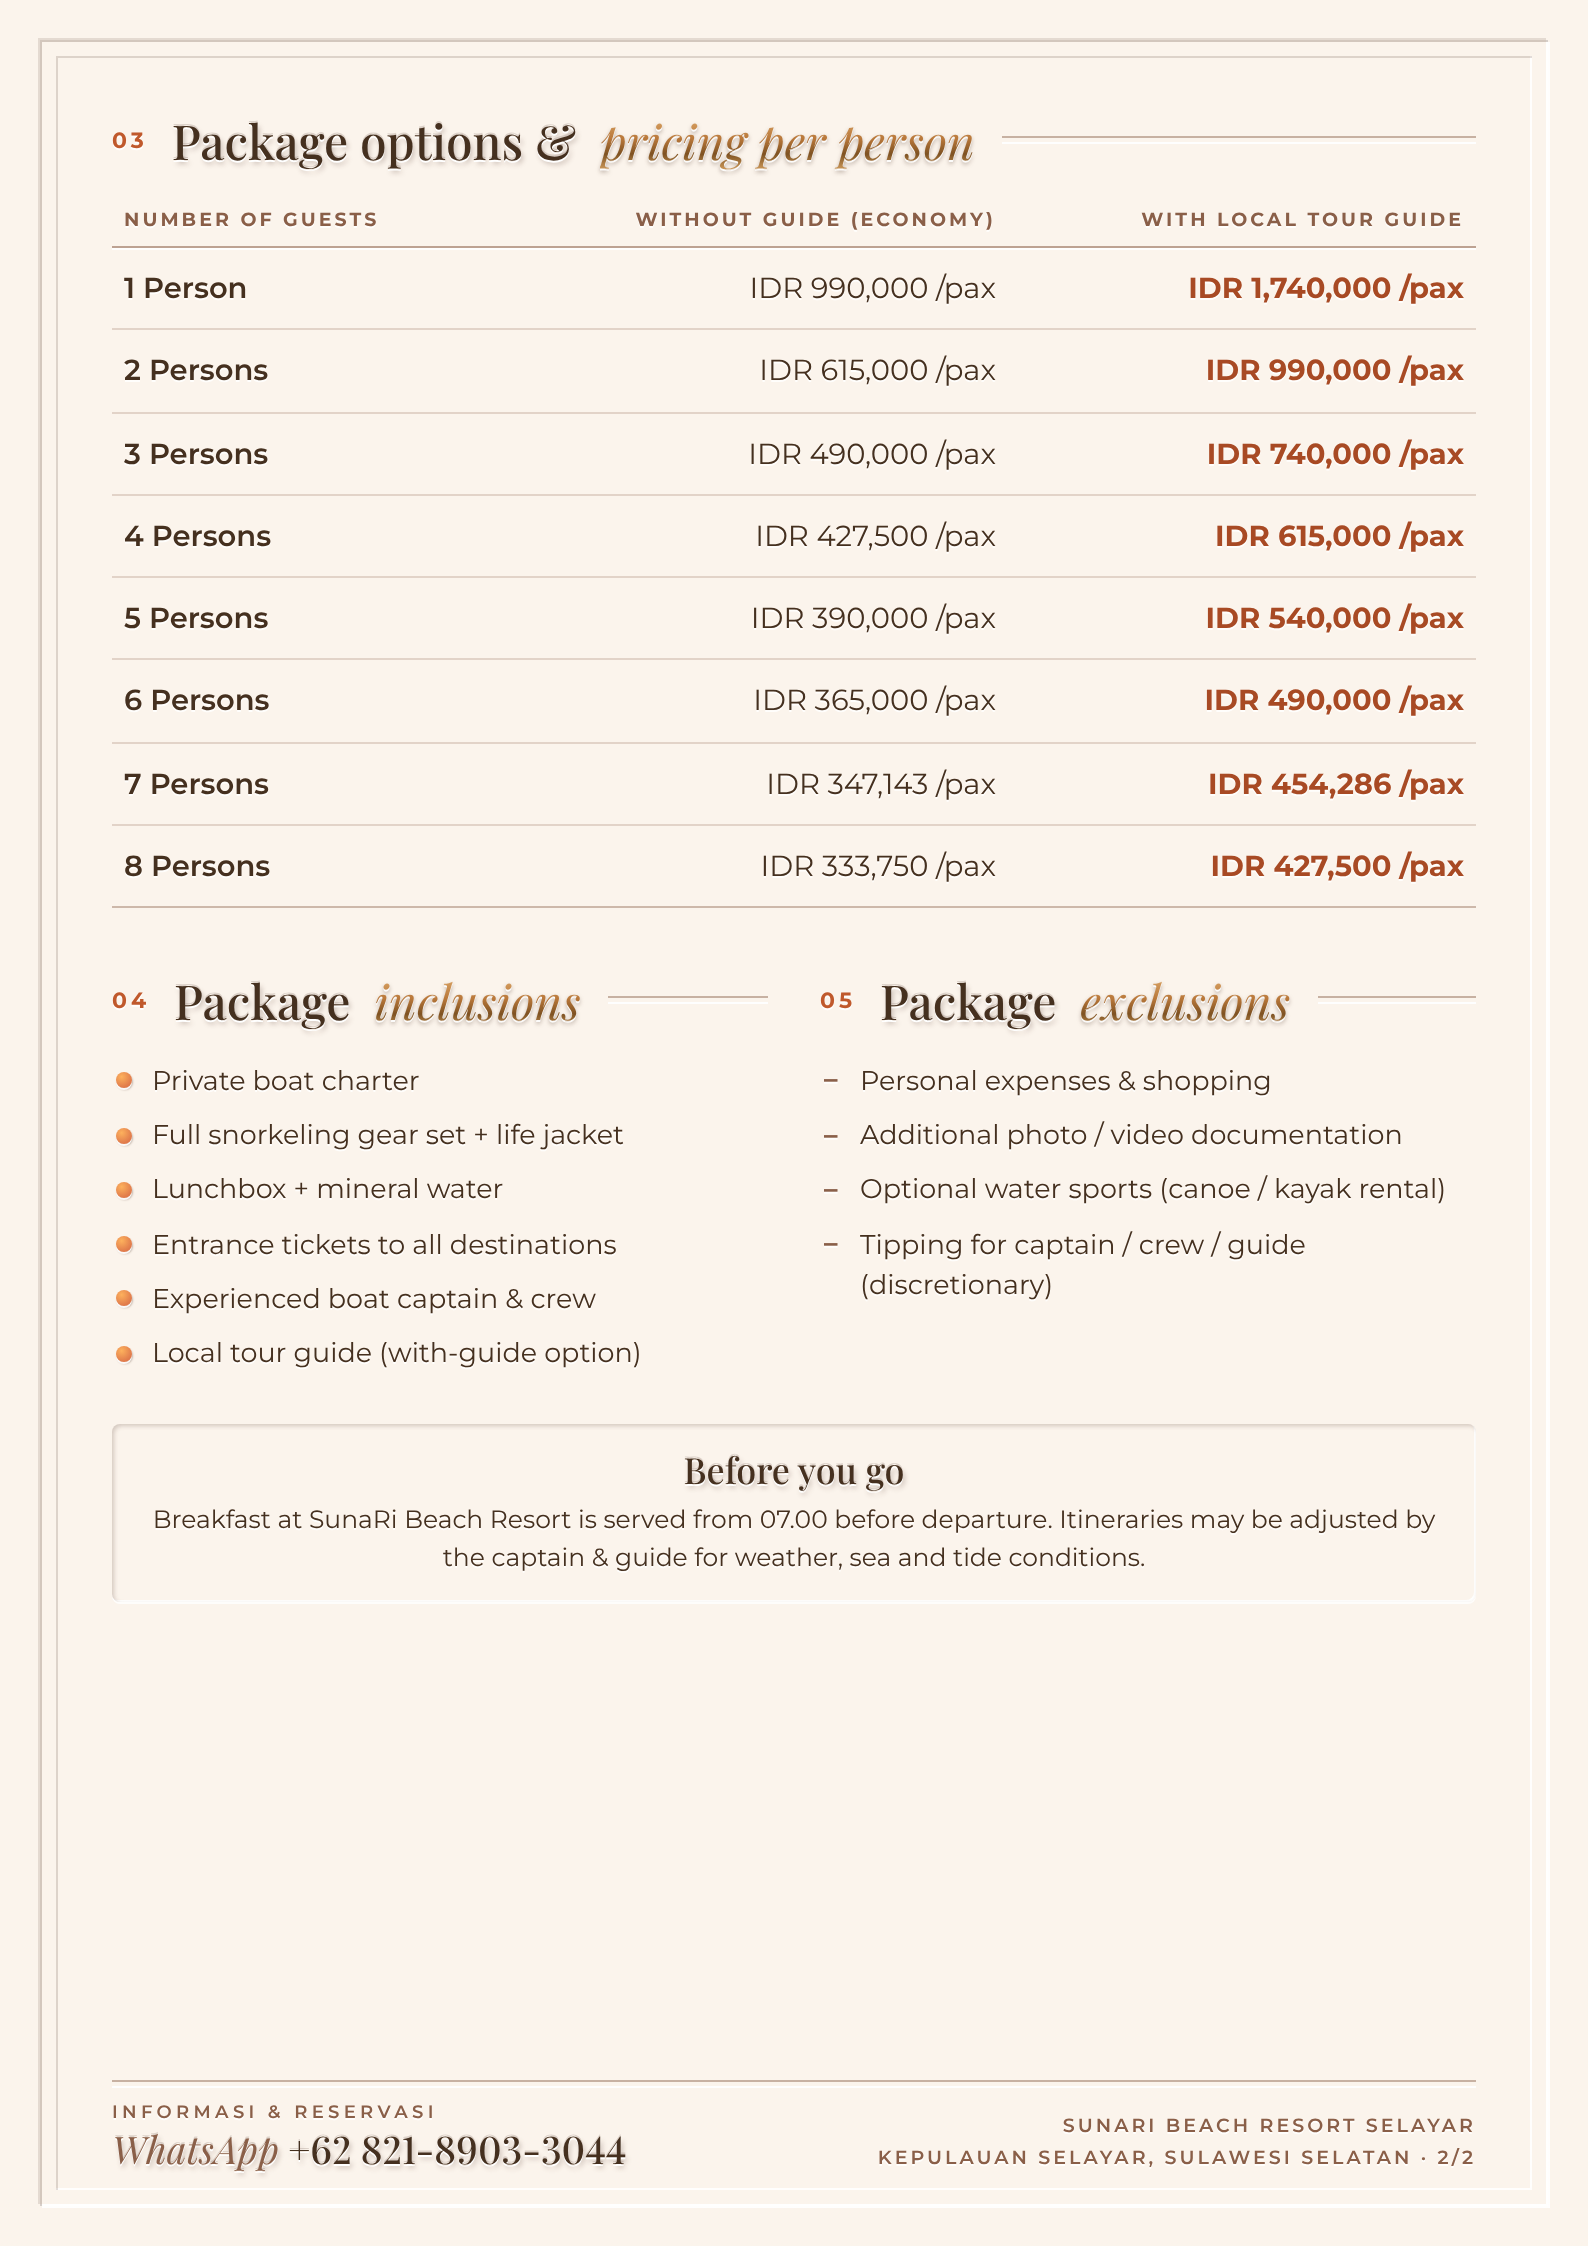 03 Package options & pricing per person
NUMBER OF GUESTS WITHOUT GUIDE (ECONOMY) WITH LOCAL TOUR GUIDE
1 Person IDR 990,000 /pax IDR 1,740,000 /pax
2 Persons IDR 615,000 /pax IDR 990,000 /pax
3 Persons IDR 490,000 /pax IDR 740,000 /pax
4 Persons IDR 427,500 /pax IDR 615,000 /pax
5 Persons IDR 390,000 /pax IDR 540,000 /pax
6 Persons IDR 365,000 /pax IDR 490,000 /pax
7 Persons IDR 347,143 /pax IDR 454,286 /pax
8 Persons IDR 333,750 /pax IDR 427,500 /pax
04 Package inclusions
Private boat charter
Full snorkeling gear set + life jacket
Lunchbox + mineral water
Entrance tickets to all destinations
Experienced boat captain & crew
Local tour guide (with-guide option)
05 Package exclusions
– Personal expenses & shopping
– Additional photo / video documentation
– Optional water sports (canoe / kayak rental)
– Tipping for captain / crew / guide
(discretionary)
Before you go
Breakfast at SunaRi Beach Resort is served from 07.00 before departure. Itineraries may be adjusted by
the captain & guide for weather, sea and tide conditions.
INFORMASI & RESERVASI
WhatsApp +62 821-8903-3044
SUNARI BEACH RESORT SELAYAR
KEPULAUAN SELAYAR, SULAWESI SELATAN · 2/2